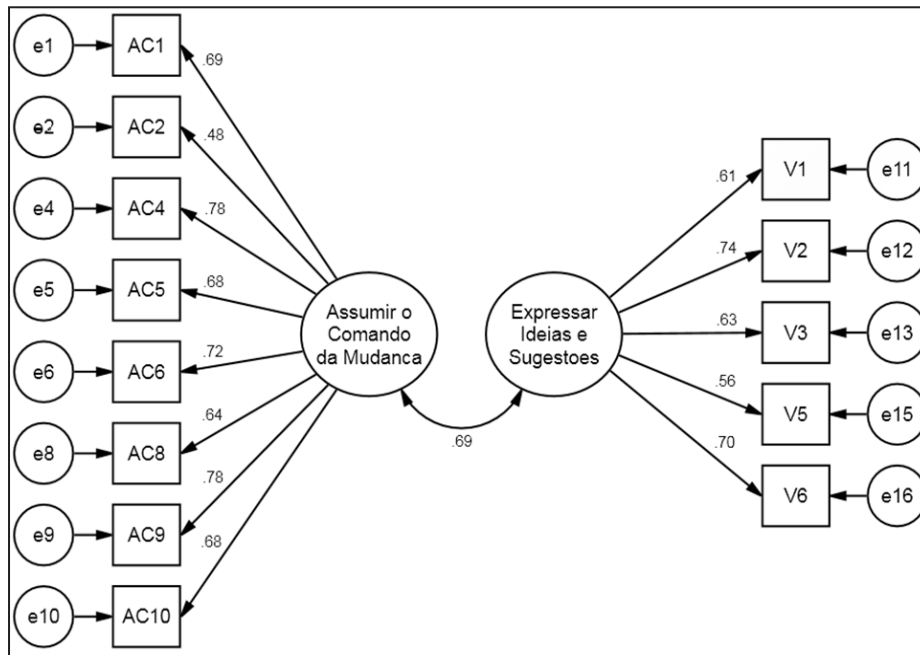 e1
AC1
.69
e2
AC2
.48
e4
AC4
.78
e5
AC5
.68
e6
AC6
.72
e8
AC8
.64
e9
AC9
.78
e10
AC10
.68
Assumir o
Comando
da Mudanca
.69
Expressar
Ideias e
Sugestoes
.61
V1
e11
.74
V2
e12
.63
V3
e13
.56
V5
e15
.70
V6
e16